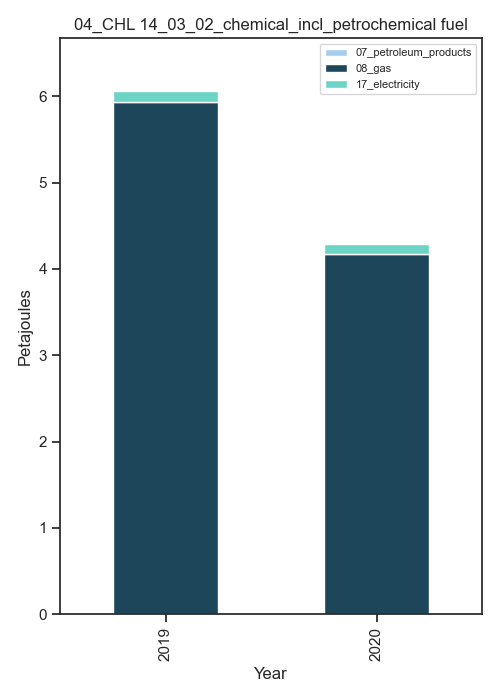 04_CHL 14_03_02_chemical_incl_petrochemical fuel
07_petroleum_products
08_gas
17_electricity
Petajoules
6
5
4
3
2
1
0
2019
2020
Year